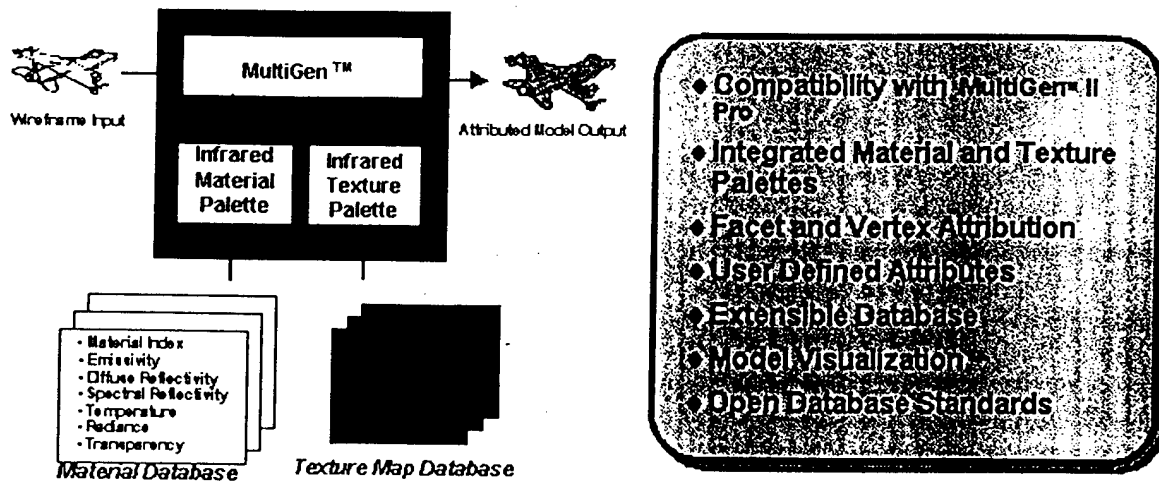 MultiGen™
Wireframe Input
Attributed Model Output
Infrared
Material
Palette
Infrared
Texture
Palette
• Material Index
• Emissivity
• Diffuse Reflectivity
• Spectral Reflectivity
• Temperature
• Radiance
• Transparency
Material Database
Texture Map Database
◆ Compatibility with MultiGen™ II
Pro
◆ Integrated Material and Texture
Palettes
◆ Facet and Vertex Attribution
◆ User Defined Attributes
◆ Extensible Database
◆ Model Visualization
◆ Open Database Standards